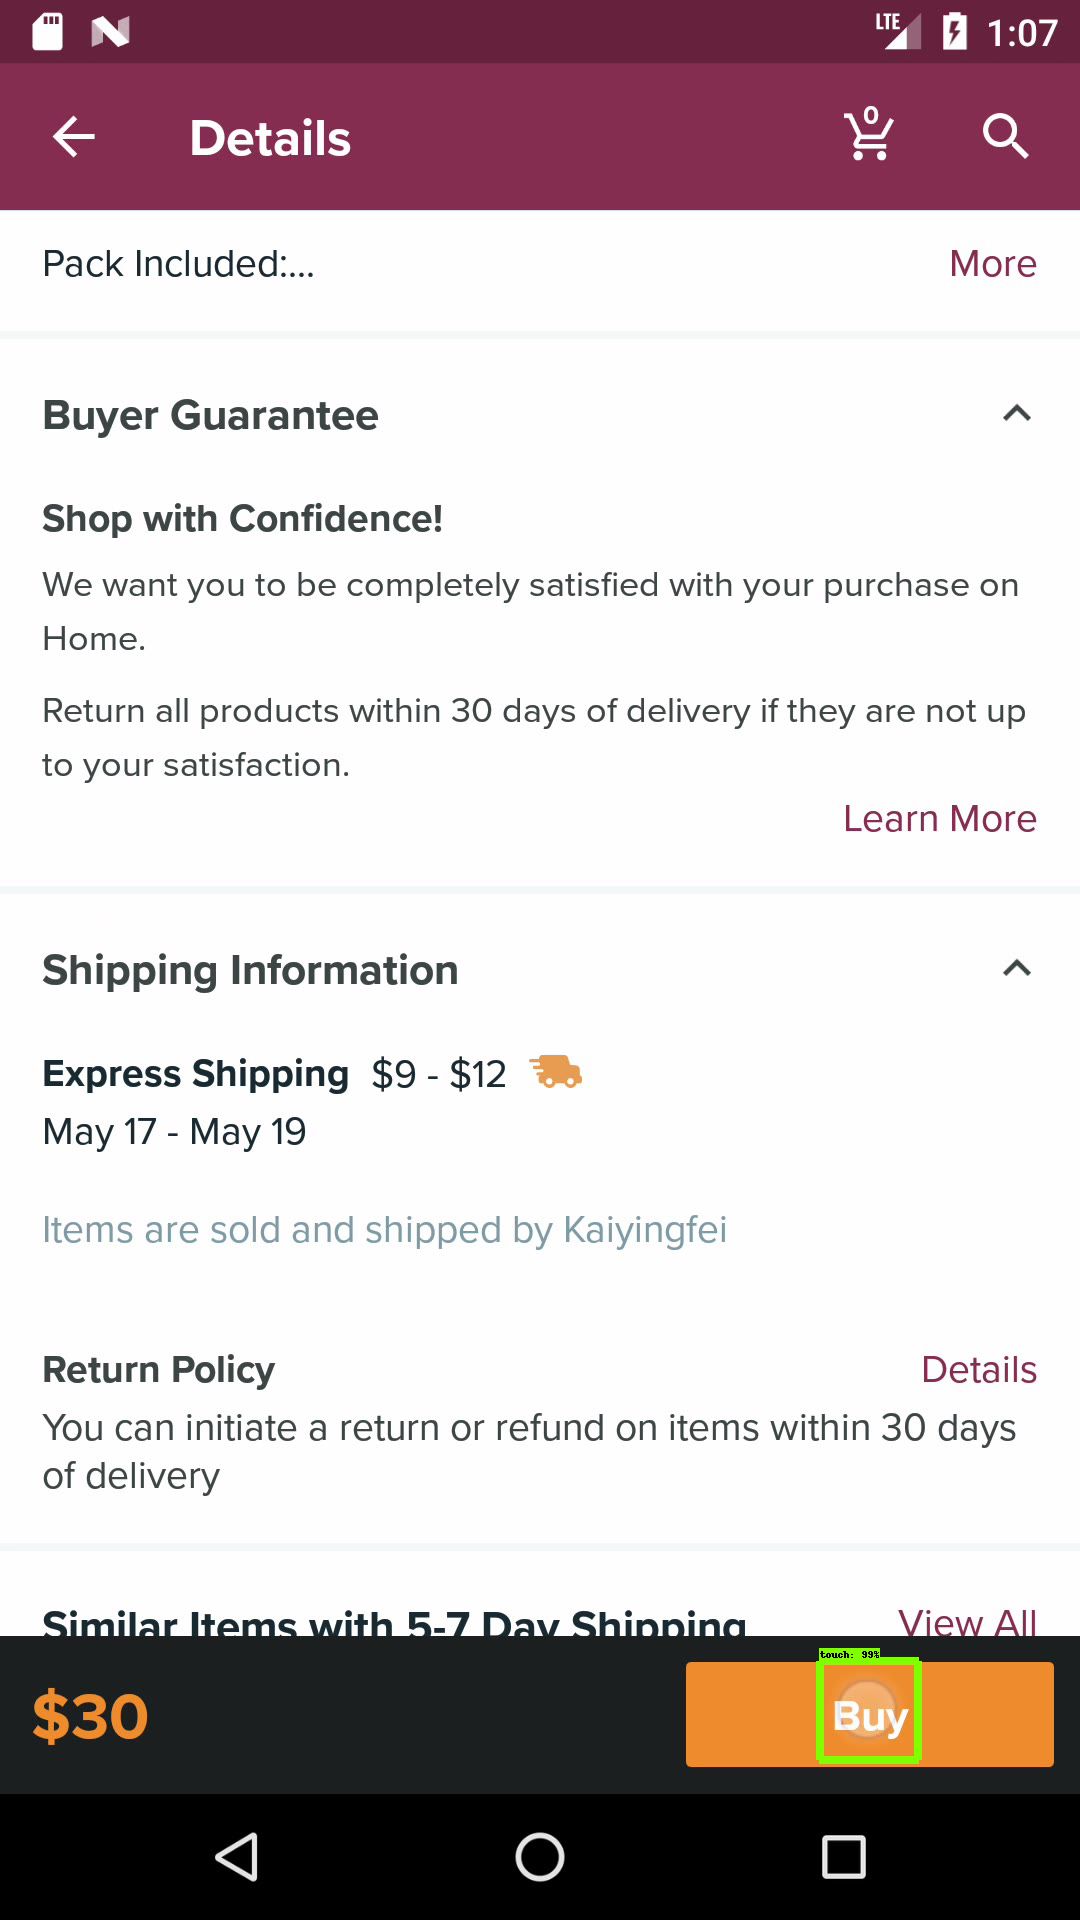 LTE 1:07
Details 0
Pack Included:... More
Buyer Guarantee
Shop with Confidence!
We want you to be completely satisfied with your purchase on
Home.
Return all products within 30 days of delivery if they are not up
to your satisfaction.
Learn More
Shipping Information
Express Shipping $9 - $12
May 17 - May 19
Items are sold and shipped by Kaiyingfei
Return Policy Details
You can initiate a return or refund on items within 30 days
of delivery
Similar Items with 5-7 Day Shipping View All
touch: 99%
$30 Buy